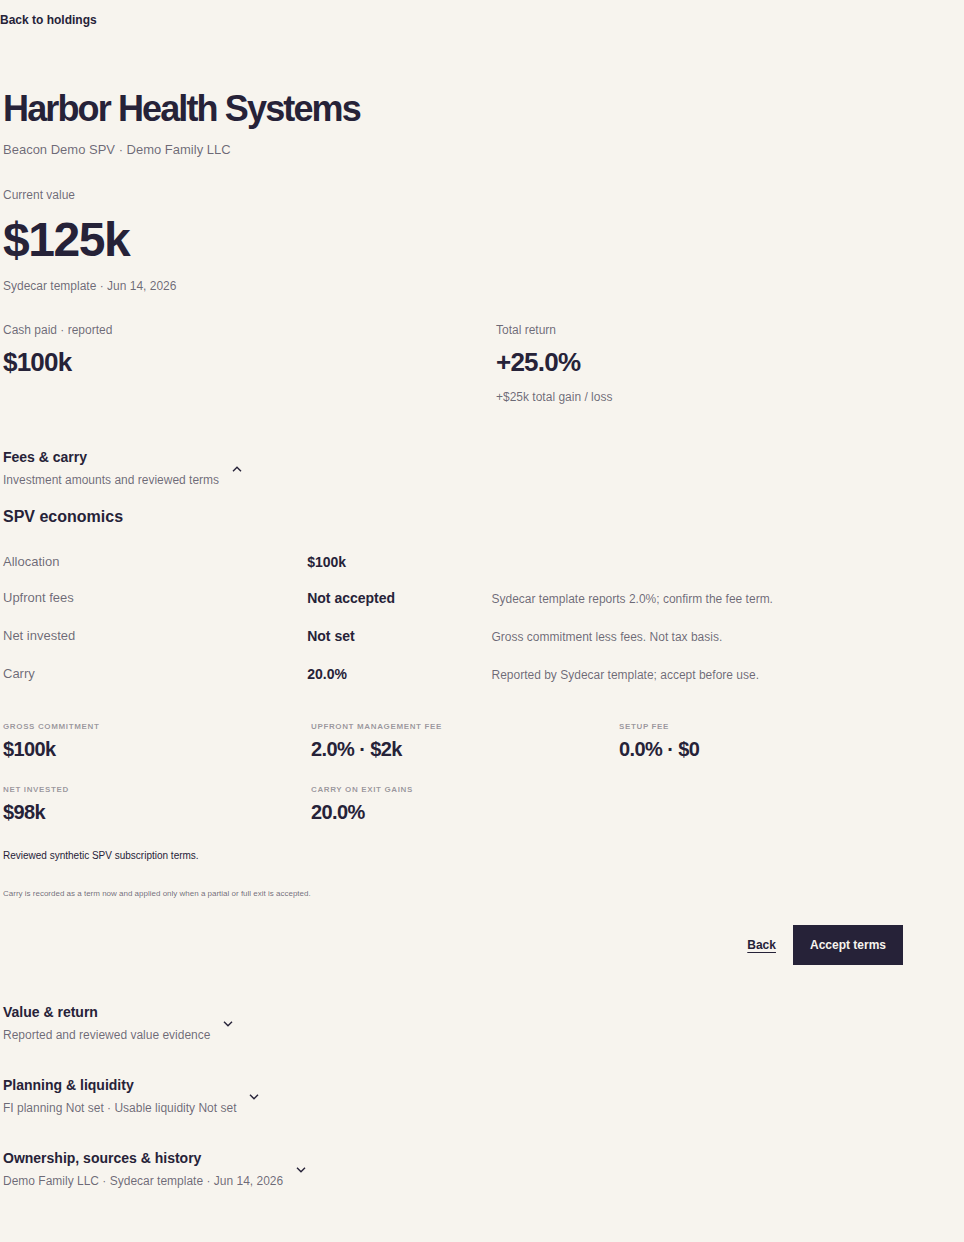 Back to holdings
Harbor Health Systems
Beacon Demo SPV · Demo Family LLC
Current value
$125k
Sydecar template · Jun 14, 2026
Cash paid · reported
$100k
Total return
+25.0%
+$25k total gain / loss
Fees & carry
Investment amounts and reviewed terms
SPV economics
Allocation $100k
Upfront fees Not accepted Sydecar template reports 2.0%; confirm the fee term.
Net invested Not set Gross commitment less fees. Not tax basis.
Carry 20.0% Reported by Sydecar template; accept before use.
GROSS COMMITMENT
$100k
UPFRONT MANAGEMENT FEE
2.0% · $2k
SETUP FEE
0.0% · $0
NET INVESTED
$98k
CARRY ON EXIT GAINS
20.0%
Reviewed synthetic SPV subscription terms.
Carry is recorded as a term now and applied only when a partial or full exit is accepted.
Back Accept terms
Value & return
Reported and reviewed value evidence
Planning & liquidity
FI planning Not set · Usable liquidity Not set
Ownership, sources & history
Demo Family LLC · Sydecar template · Jun 14, 2026